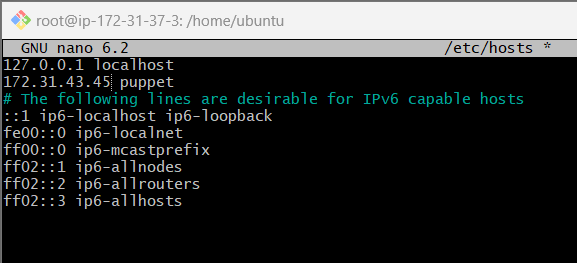 root@ip-172-31-37-3: /home/ubuntu
GNU nano 6.2 /etc/hosts *
127.0.0.1 localhost
172.31.43.45 puppet
# The following lines are desirable for IPv6 capable hosts
::1 ip6-localhost ip6-loopback
fe00::0 ip6-localnet
ff00::0 ip6-mcastprefix
ff02::1 ip6-allnodes
ff02::2 ip6-allrouters
ff02::3 ip6-allhosts